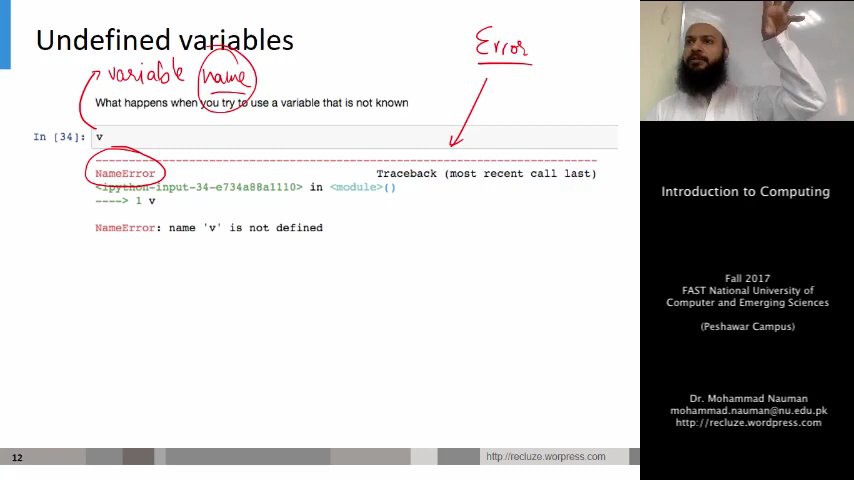 Undefined variables
Error
variable name
What happens when you try to use a variable that is not known
In [34]: v
NameError Traceback (most recent call last)
<ipython-input-34-e734a88a1110> in <module>()
----> 1 v
NameError: name 'v' is not defined
12
http://recluze.worpress.com
Introduction to Computing
Fall 2017
FAST National University of
Computer and Emerging Sciences
(Peshawar Campus)
Dr. Mohammad Nauman
mohammad.nauman@nu.edu.pk
http://recluze.wordpress.com